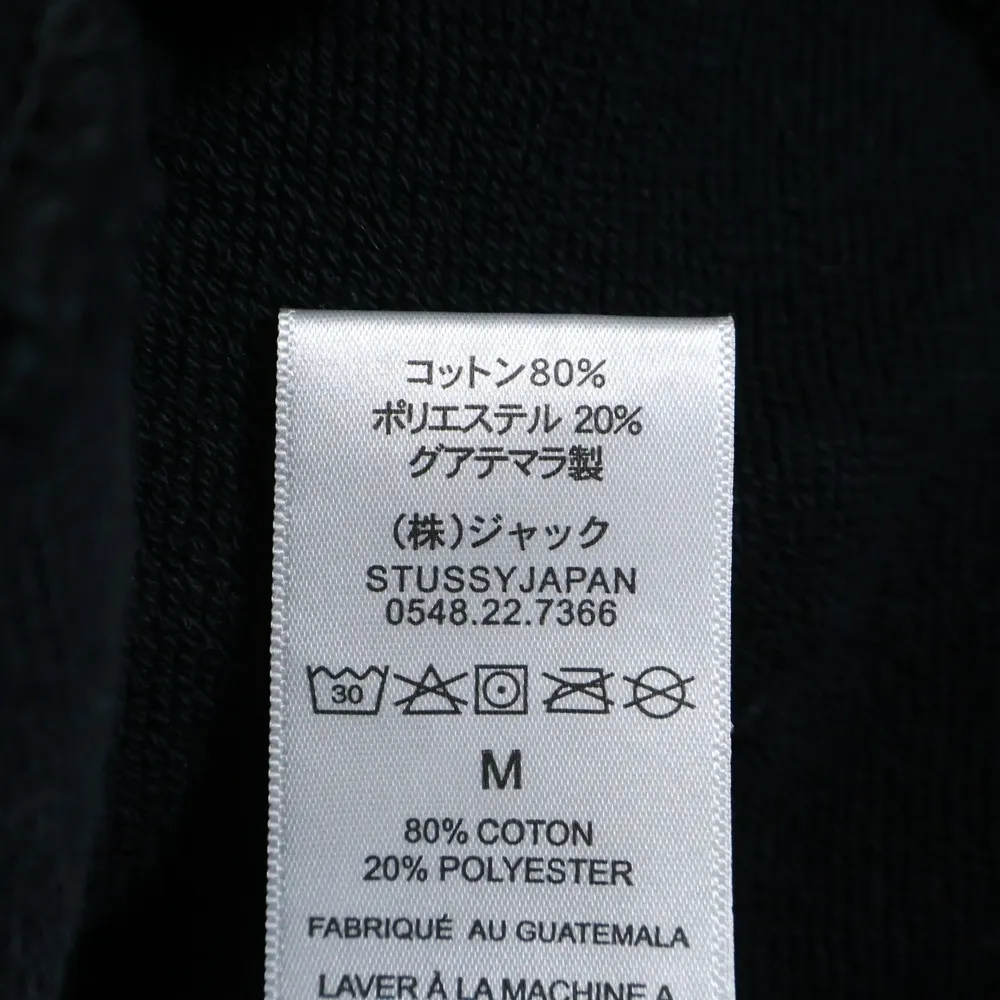 コットン80%
ポリエステル 20%
グアテマラ製
(株)ジャック
STUSSYJAPAN
0548.22.7366
30
M
80% COTON
20% POLYESTER
FABRIQUÉ AU GUATEMALA
LAVER À LA MACHINE A